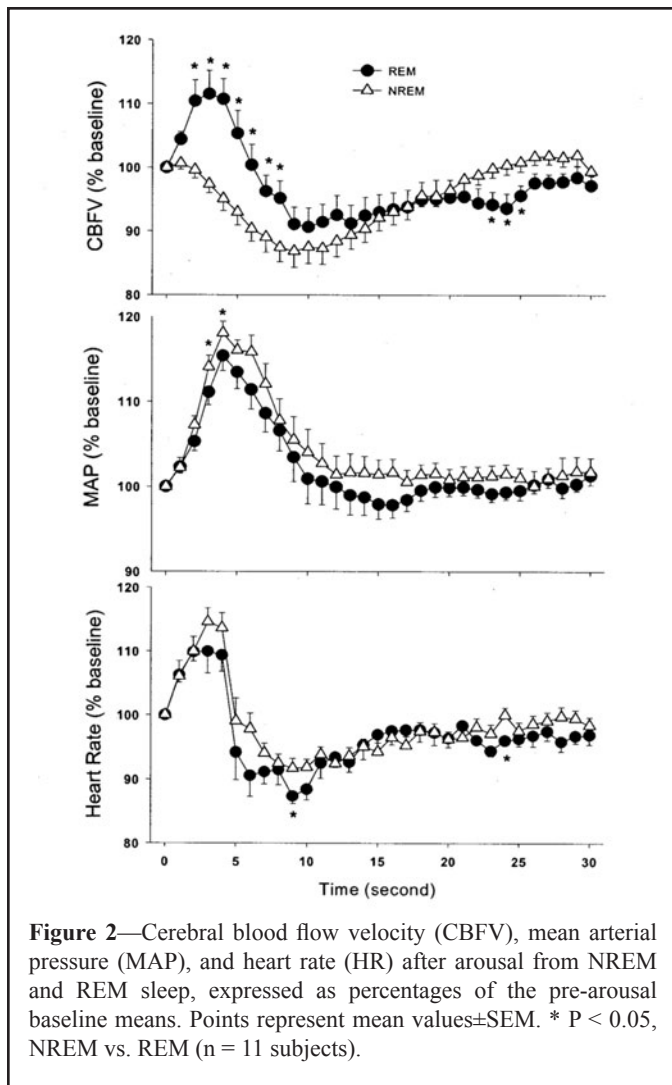 120
* * *
*
*
* *
REM
NREM
110
100
90
80
CBFV (% baseline)
* * *
120
*
*
110
100
90
MAP (% baseline)
120
110
100
90
80
Heart Rate (% baseline)
*
*
0 5 10 15 20 25 30
Time (second)
Figure 2—Cerebral blood flow velocity (CBFV), mean arterial
pressure (MAP), and heart rate (HR) after arousal from NREM
and REM sleep, expressed as percentages of the pre-arousal
baseline means. Points represent mean values±SEM. * P < 0.05,
NREM vs. REM (n = 11 subjects).